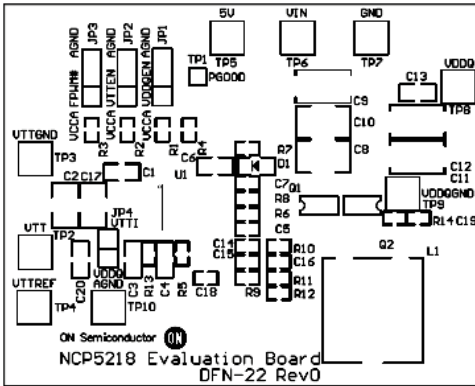 5V
VIN
GND
AGND JP3
AGND JP2
AGND JP1
TP1
PGOOD
TP5
TP6
TP7
VDDQ
C13
TP8
VCCA FPWM#
VCCA VTTEN
VCCA VDDQEN
C9
C10
C8
VTTGND
TP3
R3
R2
R1
R4
C6
U1
R7
D1
C12
C11
C2
C17
C1
C7
R8
R6
C5
Q1
VDDQGND
TP9
R14
C19
VTT
TP2
JP4
VTTI
C14
C15
R10
C16
Q2
L1
VTTREF
TP4
C20
VDDQ
AGND
TP10
C3
R13
C4
R5
C18
R9
R11
R12
ON Semiconductor ON
NCP5218 Evaluation Board
DFN-22 Rev0